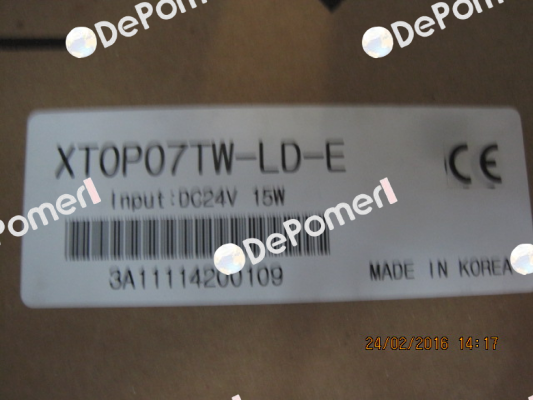 DePomeri
DePomeri
XTOP07TW-LD-E
CE
Input:DC24V 15W
DePomeri
DePomeri
3A11114200109
MADE IN KOREA
24/02/2016 14:17